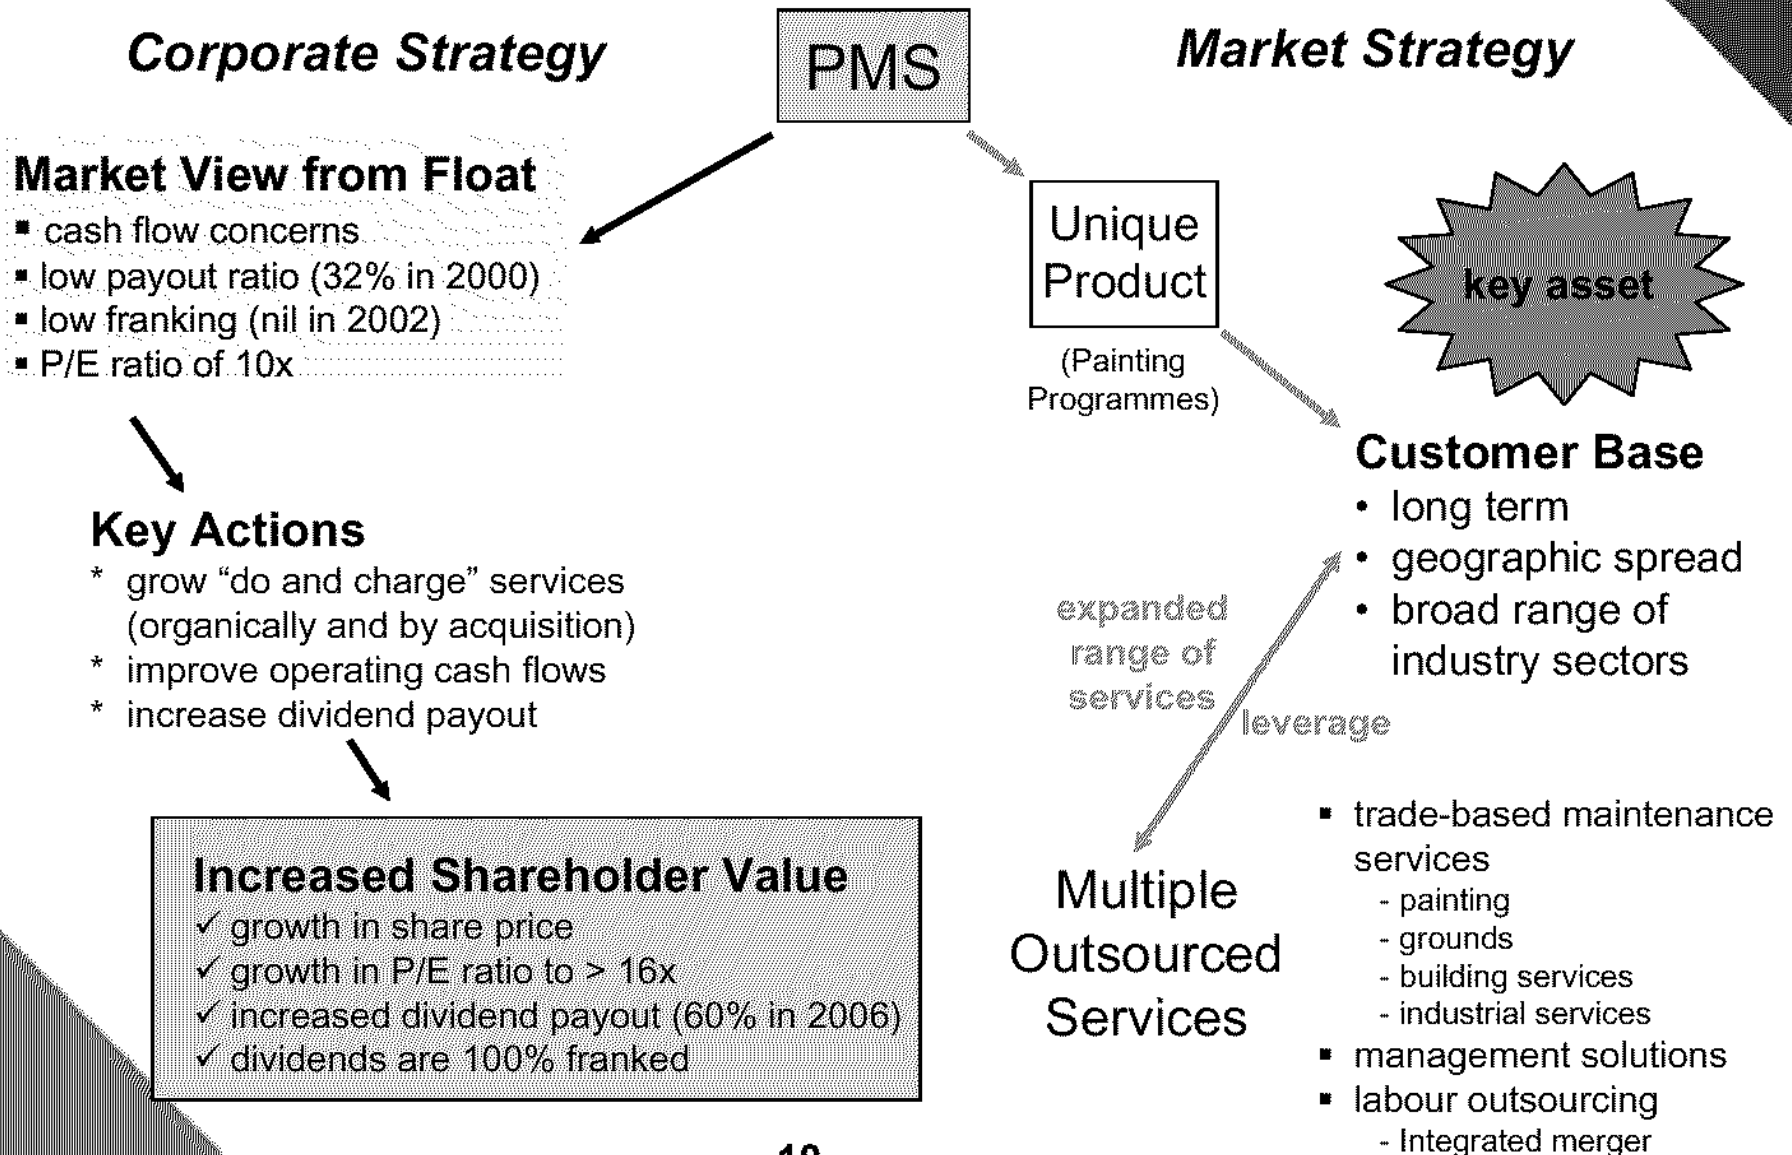 Corporate Strategy
PMS
Market Strategy
Market View from Float
▪ cash flow concerns
▪ low payout ratio (32% in 2000)
▪ low franking (nil in 2002)
▪ P/E ratio of 10x
Key Actions
* grow “do and charge” services
(organically and by acquisition)
* improve operating cash flows
* increase dividend payout
Increased Shareholder Value
✓ growth in share price
✓ growth in P/E ratio to > 16x
✓ increased dividend payout (60% in 2006)
✓ dividends are 100% franked
Unique
Product
(Painting
Programmes)
key asset
Customer Base
• long term
• geographic spread
• broad range of
industry sectors
expanded
range of
services
leverage
Multiple
Outsourced
Services
▪ trade-based maintenance
services
- painting
- grounds
- building services
- industrial services
▪ management solutions
▪ labour outsourcing
- Integrated merger